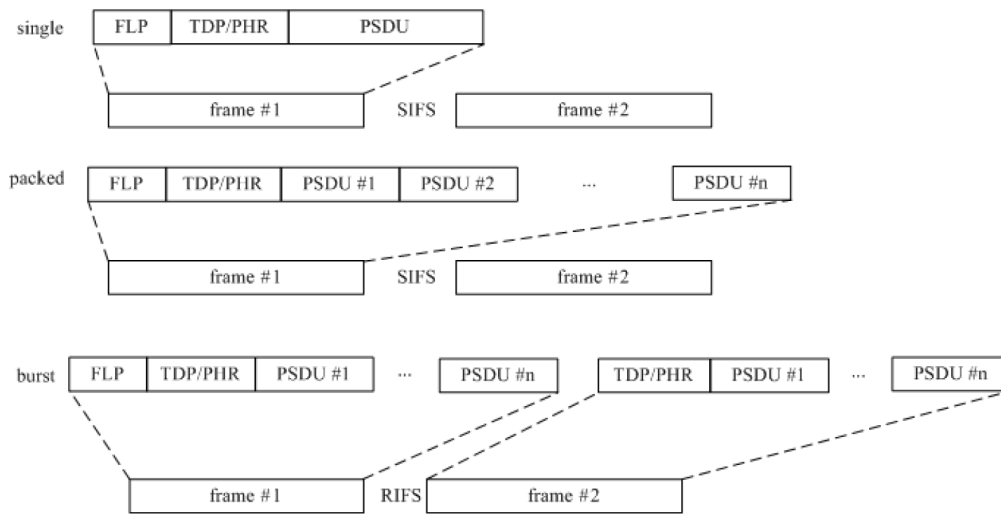 single FLP TDP/PHR PSDU
frame #1 SIFS frame #2
packed FLP TDP/PHR PSDU #1 PSDU #2 ... PSDU #n
frame #1 SIFS frame #2
burst FLP TDP/PHR PSDU #1 ... PSDU #n TDP/PHR PSDU #1 ... PSDU #n
frame #1 RIFS frame #2